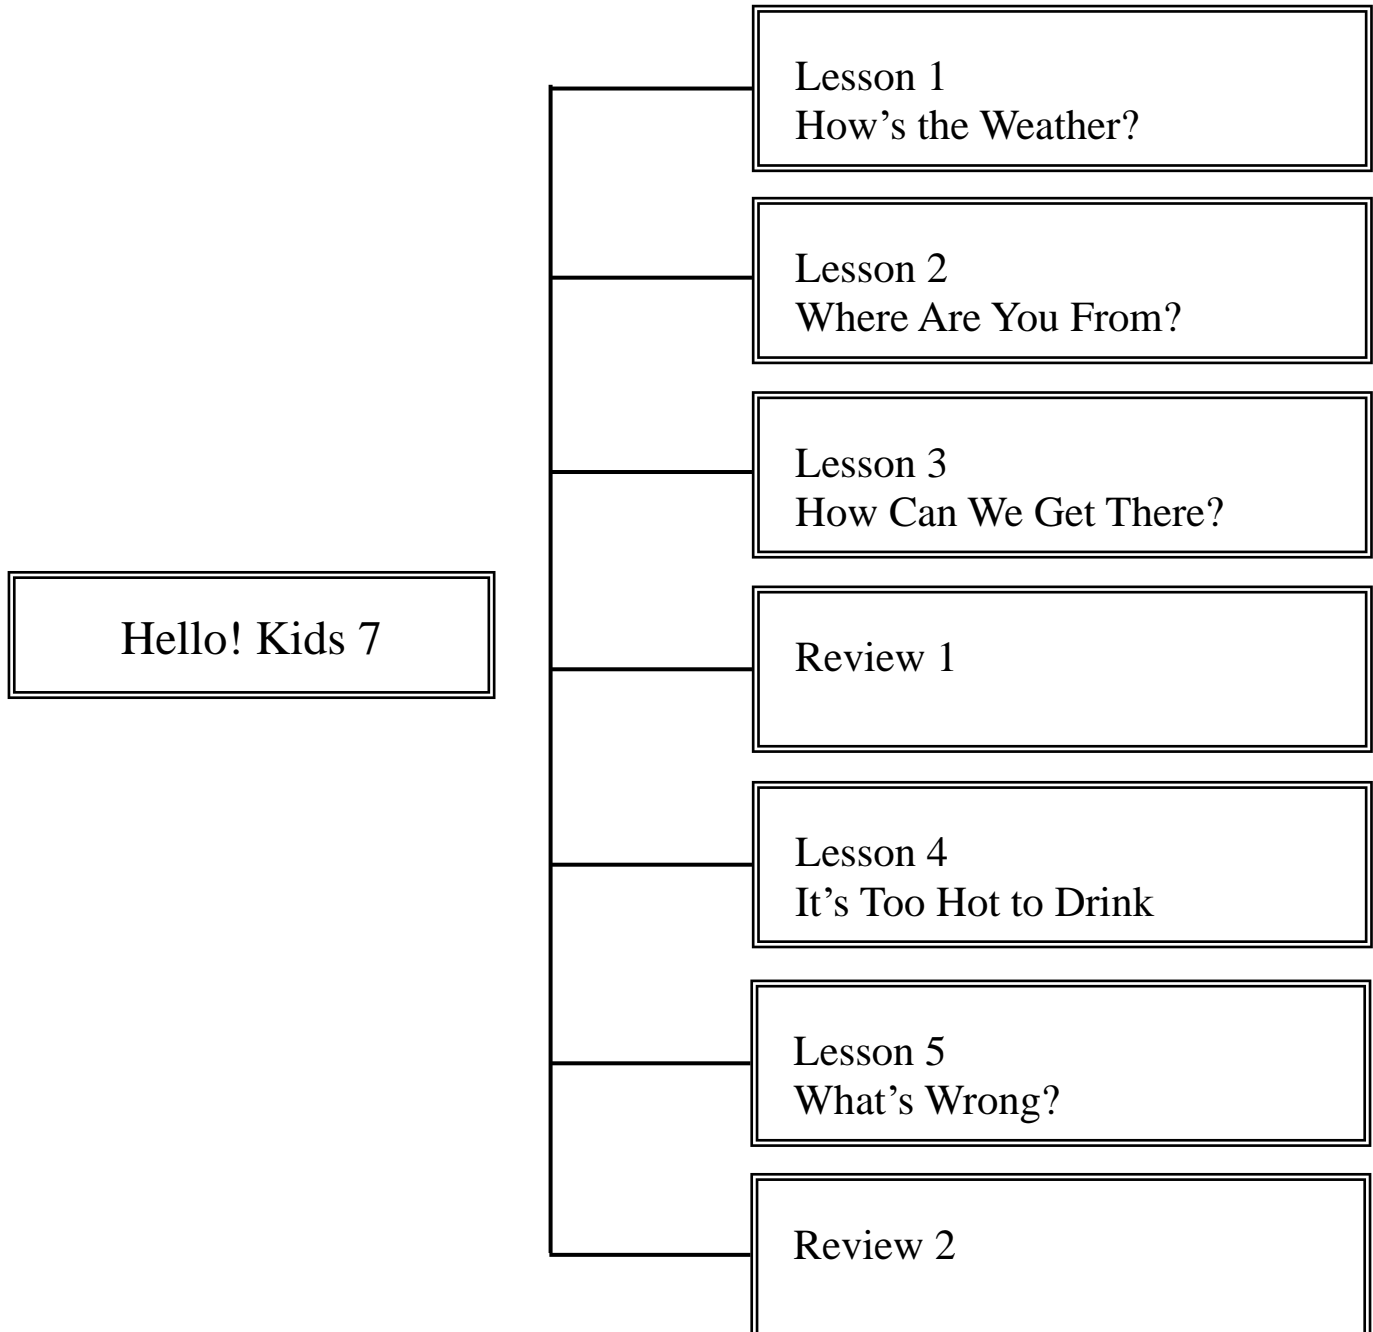 Hello! Kids 7
Lesson 1
How’s the Weather?
Lesson 2
Where Are You From?
Lesson 3
How Can We Get There?
Review 1
Lesson 4
It’s Too Hot to Drink
Lesson 5
What’s Wrong?
Review 2